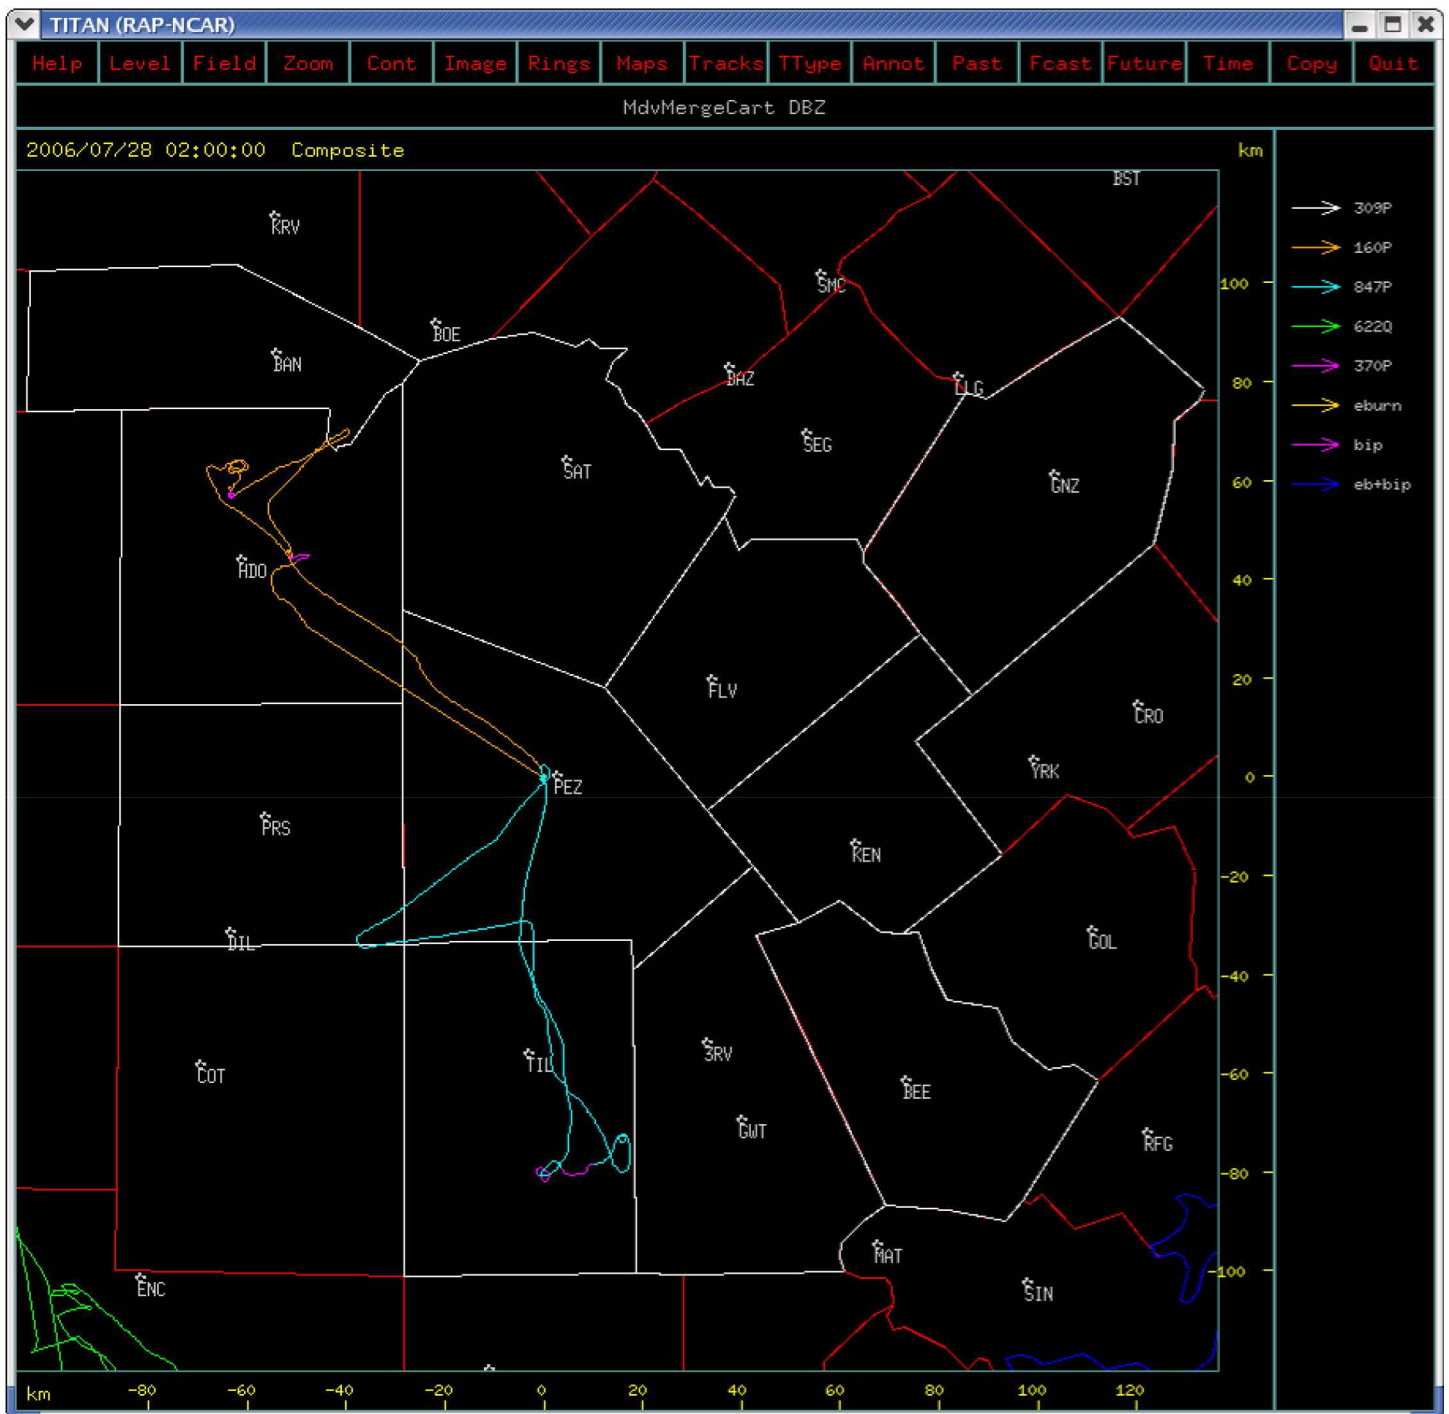 TITAN (RAP-NCAR)
Help Level Field Zoom Cont Image Rings Maps Tracks TType Annot Past Fcast Future Time Copy Quit
MdvMergeCart DBZ
2006/07/28 02:00:00 Composite km
BST
309P
KRV
160P
SMC
100
847P
BOE
622Q
BAN
370P
BAZ
LLG
80
eburn
SEG
bip
SAT
60
GNZ
eb+bip
ADO
40
20
FLV
CRO
YRK
0
PEZ
PRS
KEN
-20
DIL
GOL
-40
3RV
TIL
COT
-60
BEE
GWT
RFG
-80
MAT
-100
ENC
SIN
km -80 -60 -40 -20 0 20 40 60 80 100 120